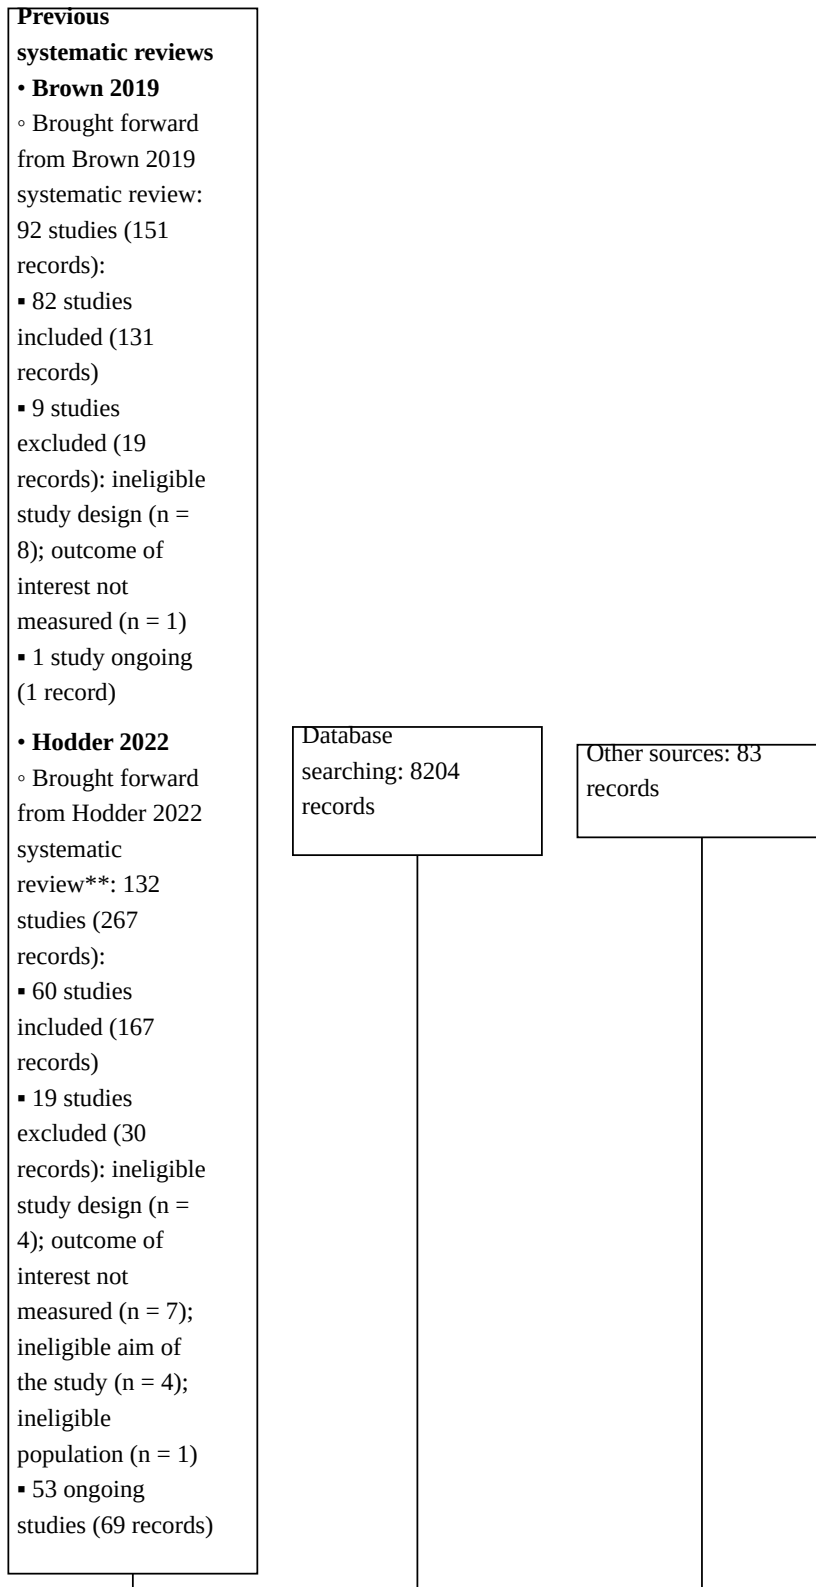 Previous
systematic reviews
• Brown 2019
◦ Brought forward
from Brown 2019
systematic review:
92 studies (151
records):
▪ 82 studies
included (131
records)
▪ 9 studies
excluded (19
records): ineligible
study design (n =
8); outcome of
interest not
measured (n = 1)
▪ 1 study ongoing
(1 record)
• Hodder 2022
◦ Brought forward
from Hodder 2022
systematic
review**: 132
studies (267
records):
▪ 60 studies
included (167
records)
▪ 19 studies
excluded (30
records): ineligible
study design (n =
4); outcome of
interest not
measured (n = 7);
ineligible aim of
the study (n = 4);
ineligible
population (n = 1)
▪ 53 ongoing
studies (69 records)
Database
searching: 8204
records
Other sources: 83
records